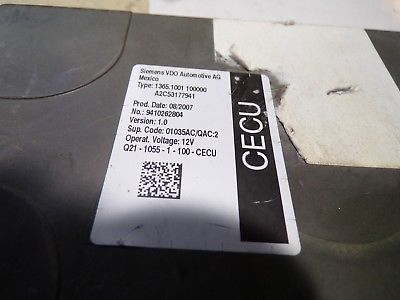 Siemens VDO Automotive AG
Mexico
Type: 1365.1001 100000
A2C53177941
Prod. Date: 08/2007
No.: 9410262804
Version: 1.0
Sup. Code: 01035AC/QAC:2
Operat. Voltage: 12V
Q21 - 1055 - 1 - 100 - CECU
CECU